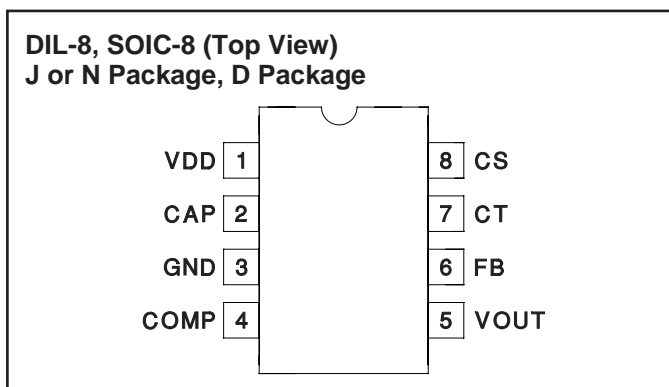 DIL-8, SOIC-8 (Top View)
J or N Package, D Package
VDD 1 8 CS
CAP 2 7 CT
GND 3 6 FB
COMP 4 5 VOUT